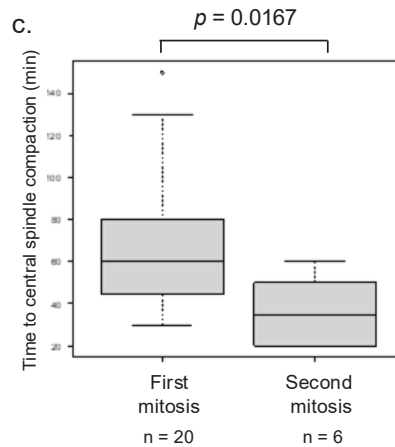 c.
p = 0.0167
Time to central spindle compaction (min)
140
120
100
80
60
40
20
First
mitosis
Second
mitosis
n = 20
n = 6